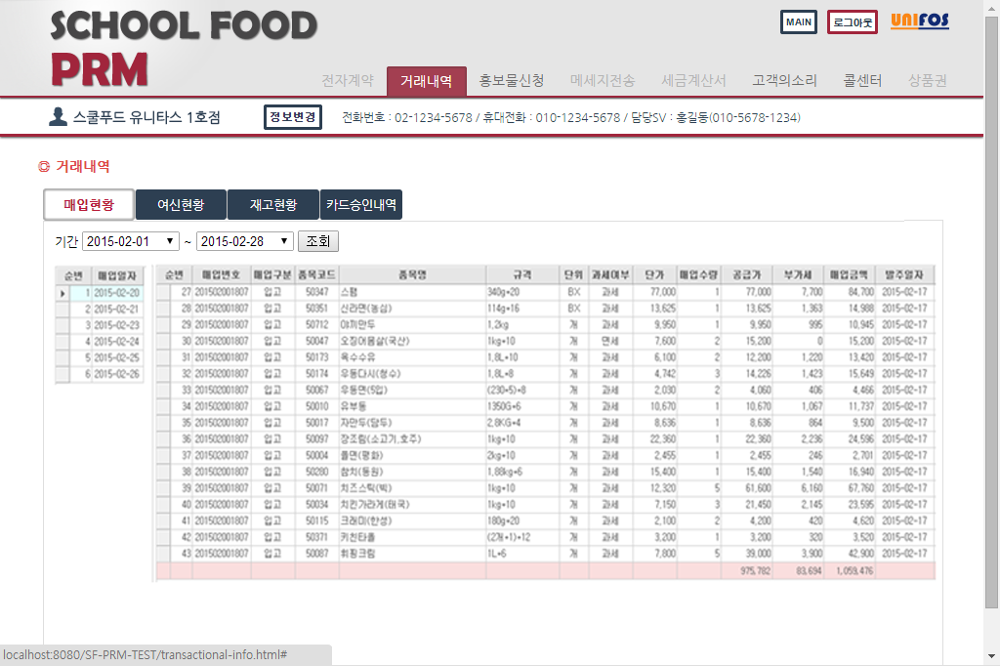 SCHOOL FOOD
PRM
MAIN 로그아웃 UNIFOS
전자계약 거래내역 홍보물신청 메세지전송 세금계산서 고객의소리 콜센터 상품권
스쿨푸드 유니타스 1호점 정보변경 전화번호 : 02-1234-5678 / 휴대전화 : 010-1234-5678 / 담당SV : 홍길동(010-5678-1234)
거래내역
매입현황 여신현황 재고현황 카드승인내역
기간 2015-02-01 ~ 2015-02-28 조회
순번 매입일자
1 2015-02-20
2 2015-02-21
3 2015-02-23
4 2015-02-24
5 2015-02-25
6 2015-02-26
순번 매입번호 매입구분 품목코드 품목명 규격 단위 과세여부 단가 매입수량 공급가 부가세 매입금액 발주일자
27 201502001807 입고 50347 스팸 340g*20 BX 과세 77,000 1 77,000 7,700 84,700 2015-02-17
28 201502001807 입고 50351 신라면(농심) 114g*16 BX 과세 13,625 1 13,625 1,363 14,988 2015-02-17
29 201502001807 입고 50712 야끼만두 1,2kg 개 과세 9,950 1 9,950 995 10,945 2015-02-17
30 201502001807 입고 50047 오징어몸살(국산) 1kg*10 개 면세 7,600 2 15,200 0 15,200 2015-02-17
31 201502001807 입고 50173 옥수수유 1,8L*10 개 과세 6,100 2 12,200 1,220 13,420 2015-02-17
32 201502001807 입고 50174 우동다시(청수) 1,8L*8 개 과세 4,742 3 14,226 1,423 15,649 2015-02-17
33 201502001807 입고 50067 우동면(5입) (230*5)*8 개 과세 2,030 2 4,060 406 4,466 2015-02-17
34 201502001807 입고 50010 유부동 1350G*6 개 과세 10,670 1 10,670 1,067 11,737 2015-02-17
35 201502001807 입고 50017 자만두(담두) 2,8KG*4 개 과세 8,636 1 8,636 864 9,500 2015-02-17
36 201502001807 입고 50097 장조림(소고기,호주) 1kg*10 개 과세 22,360 1 22,360 2,236 24,596 2015-02-17
37 201502001807 입고 50004 쫄면(평화) 2kg*10 개 과세 2,455 1 2,455 246 2,701 2015-02-17
38 201502001807 입고 50280 참치(동원) 1,88kg*6 개 과세 15,400 1 15,400 1,540 16,940 2015-02-17
39 201502001807 입고 50071 치즈스틱(빅) 1kg*10 개 과세 12,320 5 61,600 6,160 67,760 2015-02-17
40 201502001807 입고 50034 치킨가라게(태국) 1kg*10 개 과세 7,150 3 21,450 2,145 23,595 2015-02-17
41 201502001807 입고 50115 크래미(한성) 180g*20 개 과세 2,100 2 4,200 420 4,620 2015-02-17
42 201502001807 입고 50371 키친타올 (2개*1)*12 개 과세 3,200 1 3,200 320 3,520 2015-02-17
43 201502001807 입고 50087 휘핑크림 1L*6 개 과세 7,800 5 39,000 3,900 42,900 2015-02-17
975,782 83,694 1,059,476
localhost:8080/SF-PRM-TEST/transactional-info.html#